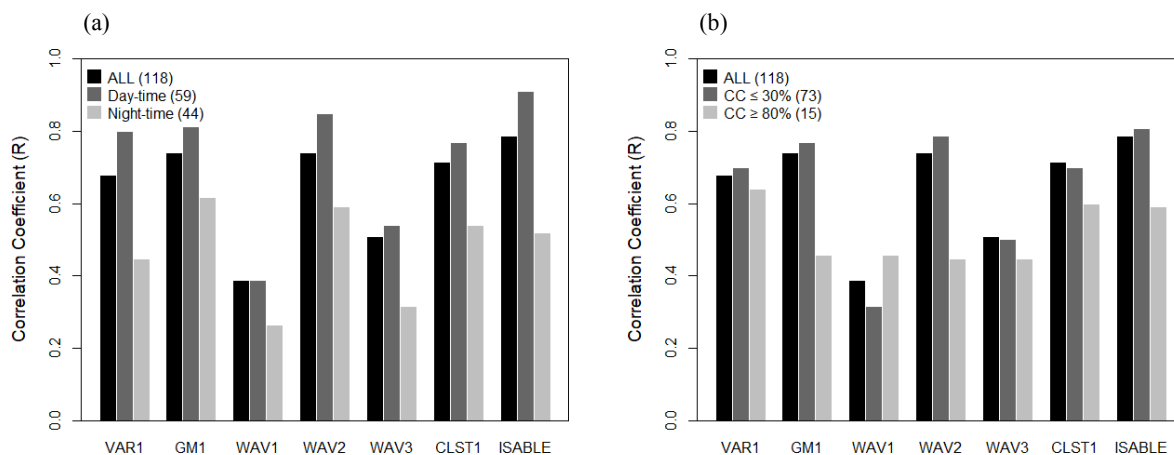 (a)
Correlation Coefficient (R)
1.0
0.8
0.6
0.4
0.2
0.0
ALL (118)
Day-time (59)
Night-time (44)
VAR1 GM1 WAV1 WAV2 WAV3 CLST1 ISABLE
(b)
Correlation Coefficient (R)
1.0
0.8
0.6
0.4
0.2
0.0
ALL (118)
CC ≤ 30% (73)
CC ≥ 80% (15)
VAR1 GM1 WAV1 WAV2 WAV3 CLST1 ISABLE